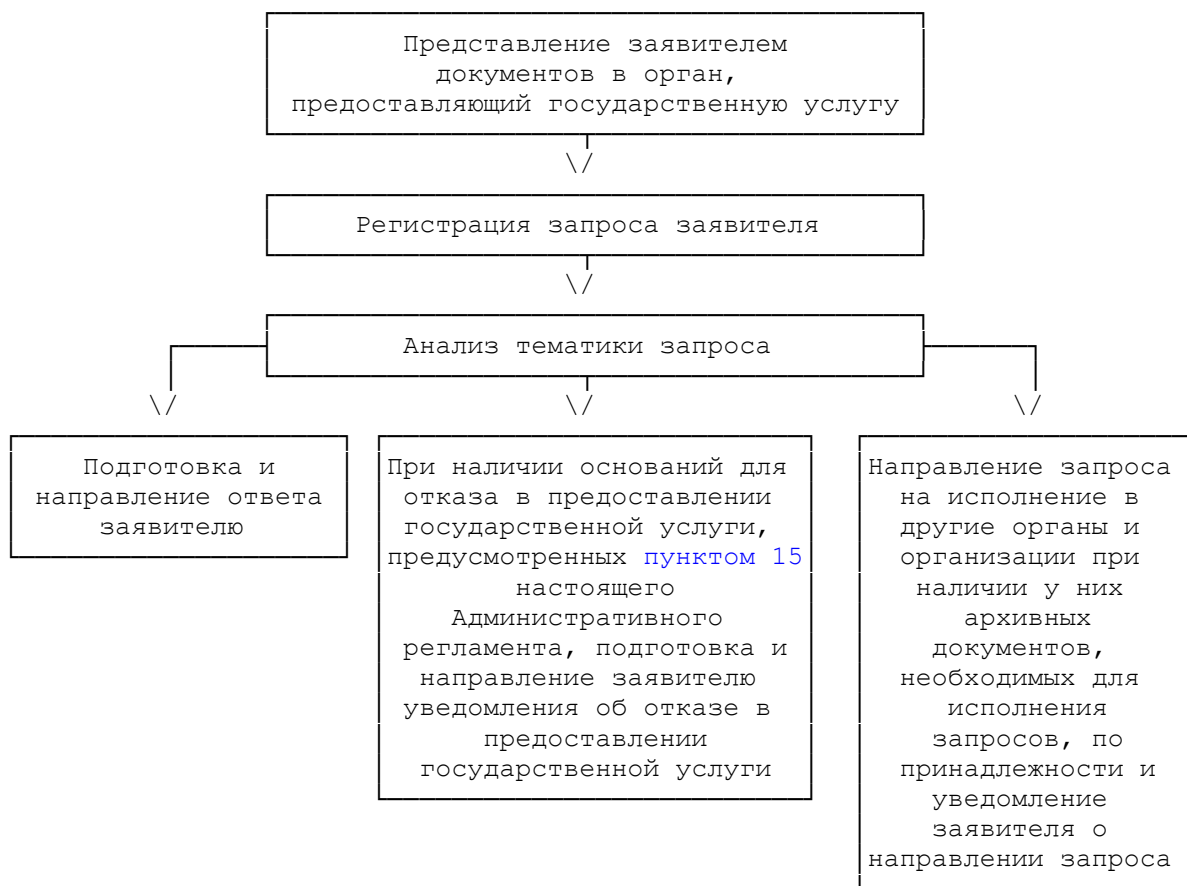 Представление заявителем
документов в орган,
предоставляющий государственную услугу
\/
Регистрация запроса заявителя
\/
Анализ тематики запроса
\/ \/ \/
Подготовка и
направление ответа
заявителю
При наличии оснований для
отказа в предоставлении
государственной услуги,
предусмотренных пунктом 15
настоящего
Административного
регламента, подготовка и
направление заявителю
уведомления об отказе в
предоставлении
государственной услуги
Направление запроса
на исполнение в
другие органы и
организации при
наличии у них
архивных
документов,
необходимых для
исполнения
запросов, по
принадлежности и
уведомление
заявителя о
направлении запроса